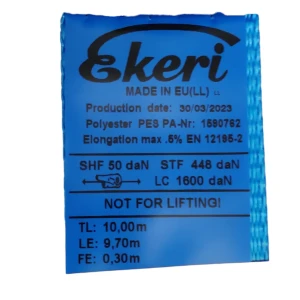 Ekeri
MADE IN EU(LL)
Production date: 30/03/2023
Polyester PES PA-Nr: 1680762
Elongation max .5% EN 12195-2
SHF 50 daN STF 448 daN
LC 1600 daN
NOT FOR LIFTING!
TL: 10,00m
LE: 9,70m
FE: 0,30m